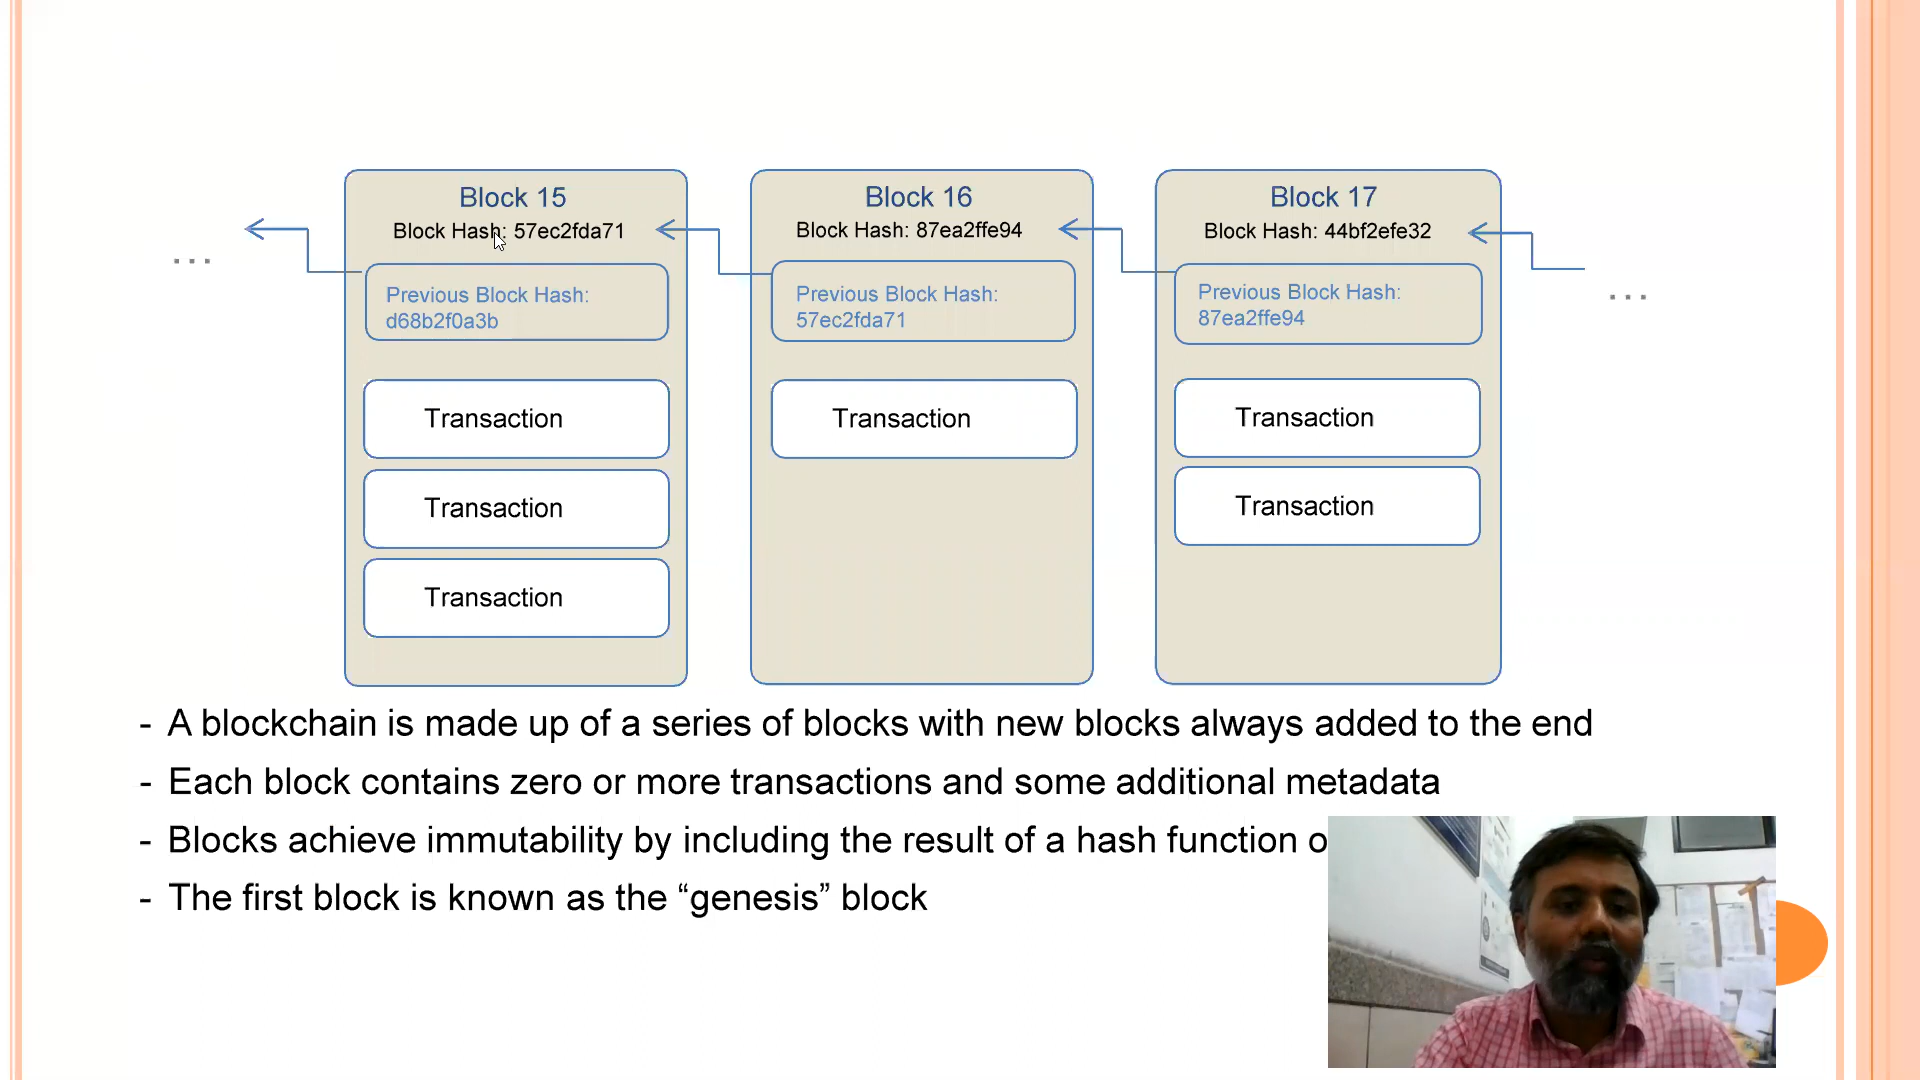 Block 15
Block Hash: 57ec2fda71
Previous Block Hash:
d68b2f0a3b
Transaction
Transaction
Transaction
Block 16
Block Hash: 87ea2ffe94
Previous Block Hash:
57ec2fda71
Transaction
Block 17
Block Hash: 44bf2efe32
Previous Block Hash:
87ea2ffe94
Transaction
Transaction
...
...
- A blockchain is made up of a series of blocks with new blocks always added to the end
- Each block contains zero or more transactions and some additional metadata
- Blocks achieve immutability by including the result of a hash function
- The first block is known as the “genesis” block